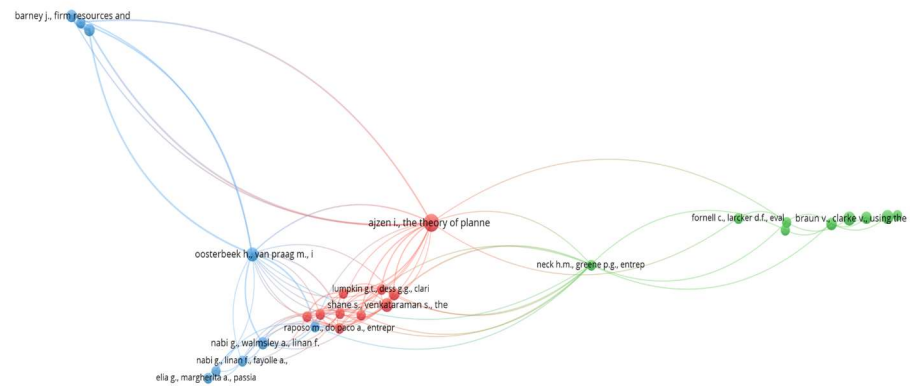 barney j., firm resources and
ajzen i., the theory of planne
fornell c., larcker d.f., eval
braun v., clarke v., using the
oosterbeek h., van praag m., i
neck h.m., greene p.g., entrep
lumpkin g.t., dess g.g., clari
shane s., venkataraman s., the
raposo m., do paco a., entrepr
nabi g., walmsley a., linan f.
nabi g., linan f., fayolle a.,
elia g., margherita a., passia